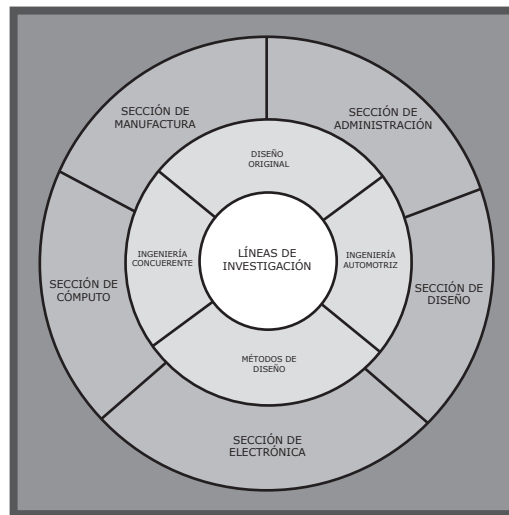 SECCIÓN DE
MANUFACTURA
SECCIÓN DE
ADMINISTRACIÓN
DISEÑO
ORIGINAL
INGENIERÍA
CONCUERENTE
LÍNEAS DE
INVESTIGACIÓN
INGENIERÍA
AUTOMOTRIZ
SECCIÓN DE
CÓMPUTO
SECCIÓN DE
DISEÑO
MÉTODOS DE
DISEÑO
SECCIÓN DE
ELECTRÓNICA